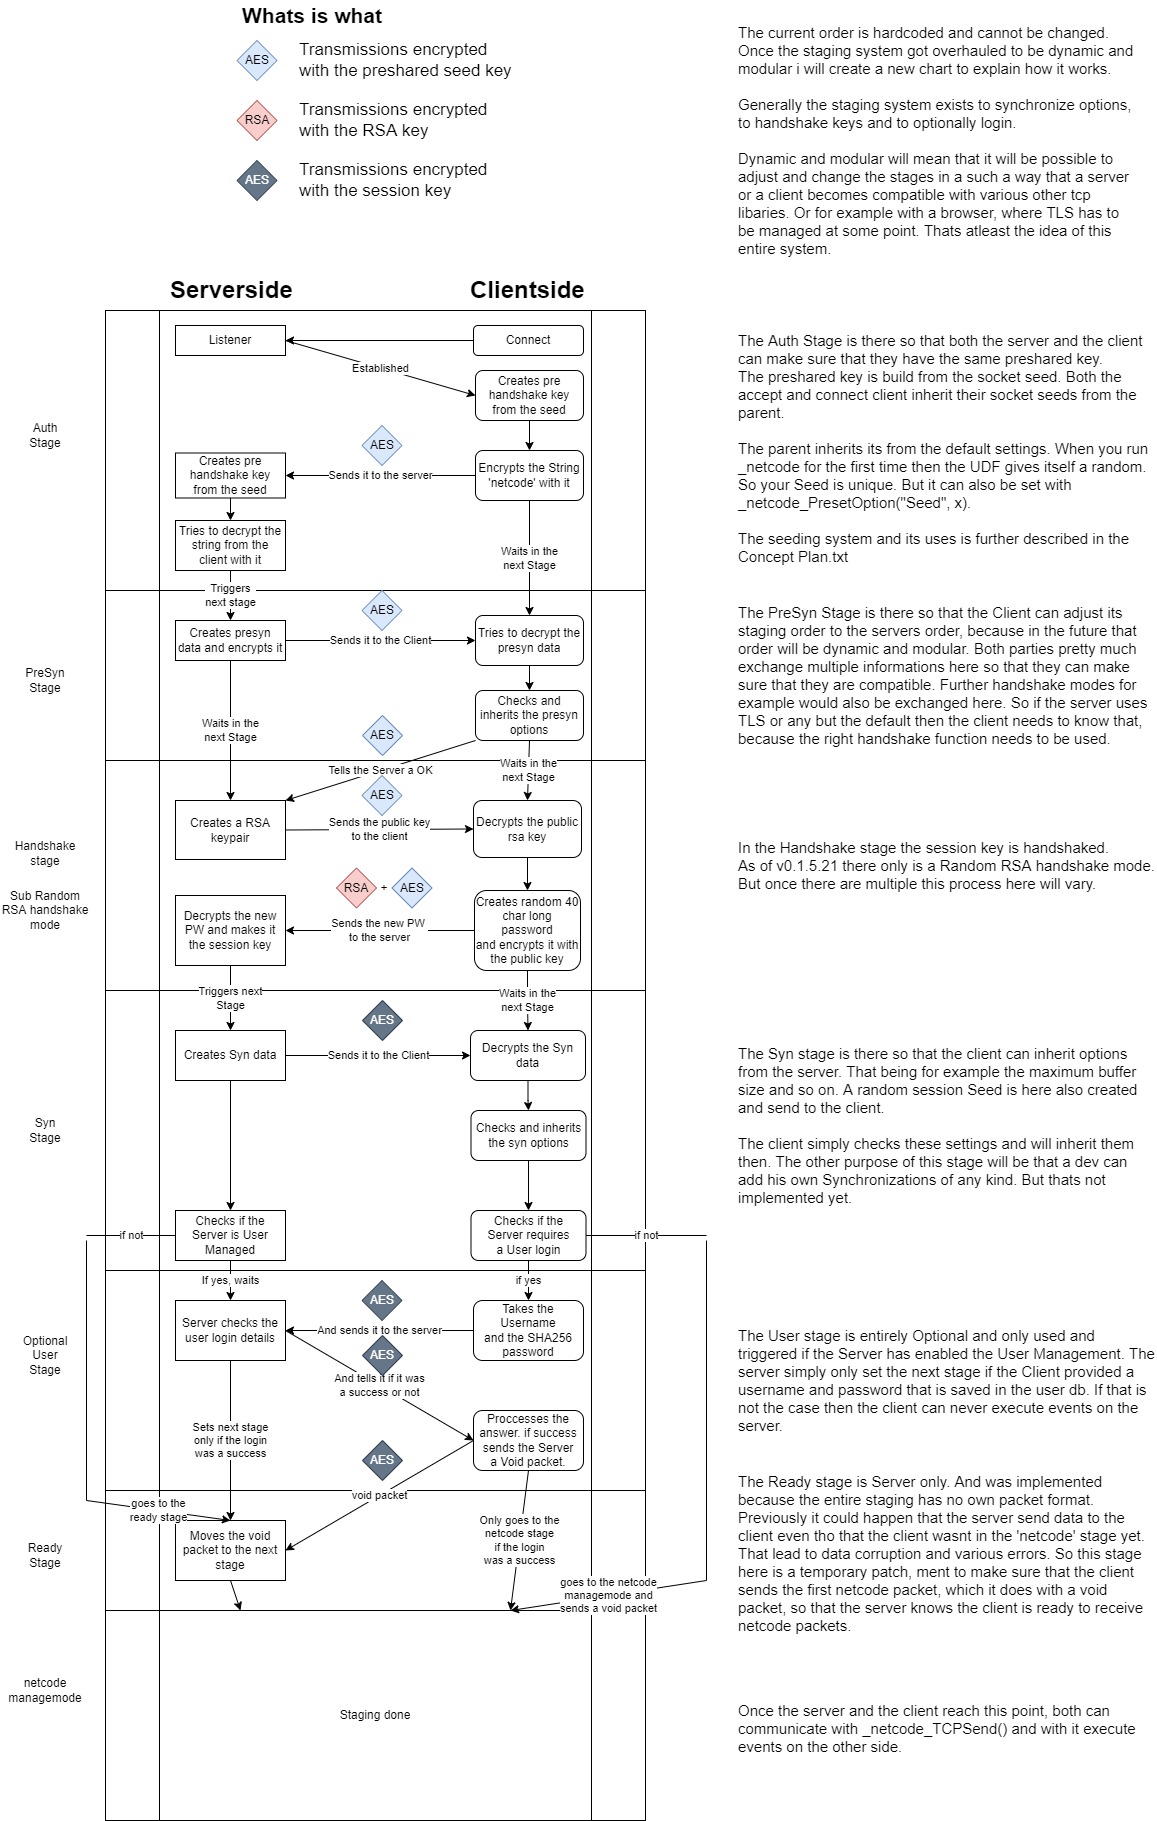 Whats is what
AES
Transmissions encrypted
with the preshared seed key
RSA
Transmissions encrypted
with the RSA key
AES
Transmissions encrypted
with the session key
The current order is hardcoded and cannot be changed.
Once the staging system got overhauled to be dynamic and
modular i will create a new chart to explain how it works.
Generally the staging system exists to synchronize options,
to handshake keys and to optionally login.
Dynamic and modular will mean that it will be possible to
adjust and change the stages in a such a way that a server
or a client becomes compatible with various other tcp
libaries. Or for example with a browser, where TLS has to
be managed at some point. Thats atleast the idea of this
entire system.
Serverside
Clientside
Auth
Stage
Listener
Connect
Established
Creates pre
handshake key
from the seed
AES
Creates pre
handshake key
from the seed
Sends it to the server
Encrypts the String
'netcode' with it
Tries to decrypt the
string from the
client with it
Waits in the
next Stage
Triggers
next stage
The Auth Stage is there so that both the server and the client
can make sure that they have the same preshared key.
The preshared key is build from the socket seed. Both the
accept and connect client inherit their socket seeds from the
parent.
The parent inherits its from the default settings. When you run
_netcode for the first time then the UDF gives itself a random.
So your Seed is unique. But it can also be set with
_netcode_PresetOption("Seed", x).
The seeding system and its uses is further described in the
Concept Plan.txt
PreSyn
Stage
AES
Creates presyn
data and encrypts it
Sends it to the Client
Tries to decrypt the
presyn data
Checks and
inherits the presyn
options
Waits in the
next Stage
AES
Tells the Server a OK
Waits in the
next Stage
The PreSyn Stage is there so that the Client can adjust its
staging order to the servers order, because in the future that
order will be dynamic and modular. Both parties pretty much
exchange multiple informations here so that they can make
sure that they are compatible. Further handshake modes for
example would also be exchanged here. So if the server uses
TLS or any but the default then the client needs to know that,
because the right handshake function needs to be used.
Handshake
stage
Sub Random
RSA handshake
mode
AES
Creates a RSA
keypair
Sends the public key
to the client
Decrypts the public
rsa key
RSA
+
AES
Decrypts the new
PW and makes it
the session key
Sends the new PW
to the server
Creates random 40
char long
password
and encrypts it with
the public key
Triggers next
Stage
Waits in the
next Stage
In the Handshake stage the session key is handshaked.
As of v0.1.5.21 there only is a Random RSA handshake mode.
But once there are multiple this process here will vary.
Syn
Stage
AES
Creates Syn data
Sends it to the Client
Decrypts the Syn
data
Checks and inherits
the syn options
if not
Checks if the
Server is User
Managed
Checks if the
Server requires
a User login
if not
The Syn stage is there so that the client can inherit options
from the server. That being for example the maximum buffer
size and so on. A random session Seed is here also created
and send to the client.
The client simply checks these settings and will inherit them
then. The other purpose of this stage will be that a dev can
add his own Synchronizations of any kind. But thats not
implemented yet.
Optional
User
Stage
If yes, waits
if yes
AES
Server checks the
user login details
And sends it to the server
Takes the
Username
and the SHA256
password
AES
And tells it if it was
a success or not
Sets next stage
only if the login
was a success
Proccesses the
answer. if success
sends the Server
a Void packet.
AES
void packet
The User stage is entirely Optional and only used and
triggered if the Server has enabled the User Management. The
server simply only set the next stage if the Client provided a
username and password that is saved in the user db. If that is
not the case then the client can never execute events on the
server.
Ready
Stage
goes to the
ready stage
Moves the void
packet to the next
stage
Only goes to the
netcode stage
if the login
was a success
goes to the netcode
managemode and
sends a void packet
The Ready stage is Server only. And was implemented
because the entire staging has no own packet format.
Previously it could happen that the server send data to the
client even tho that the client wasnt in the 'netcode' stage yet.
That lead to data corruption and various errors. So this stage
here is a temporary patch, ment to make sure that the client
sends the first netcode packet, which it does with a void
packet, so that the server knows the client is ready to receive
netcode packets.
netcode
managemode
Staging done
Once the server and the client reach this point, both can
communicate with _netcode_TCPSend() and with it execute
events on the other side.